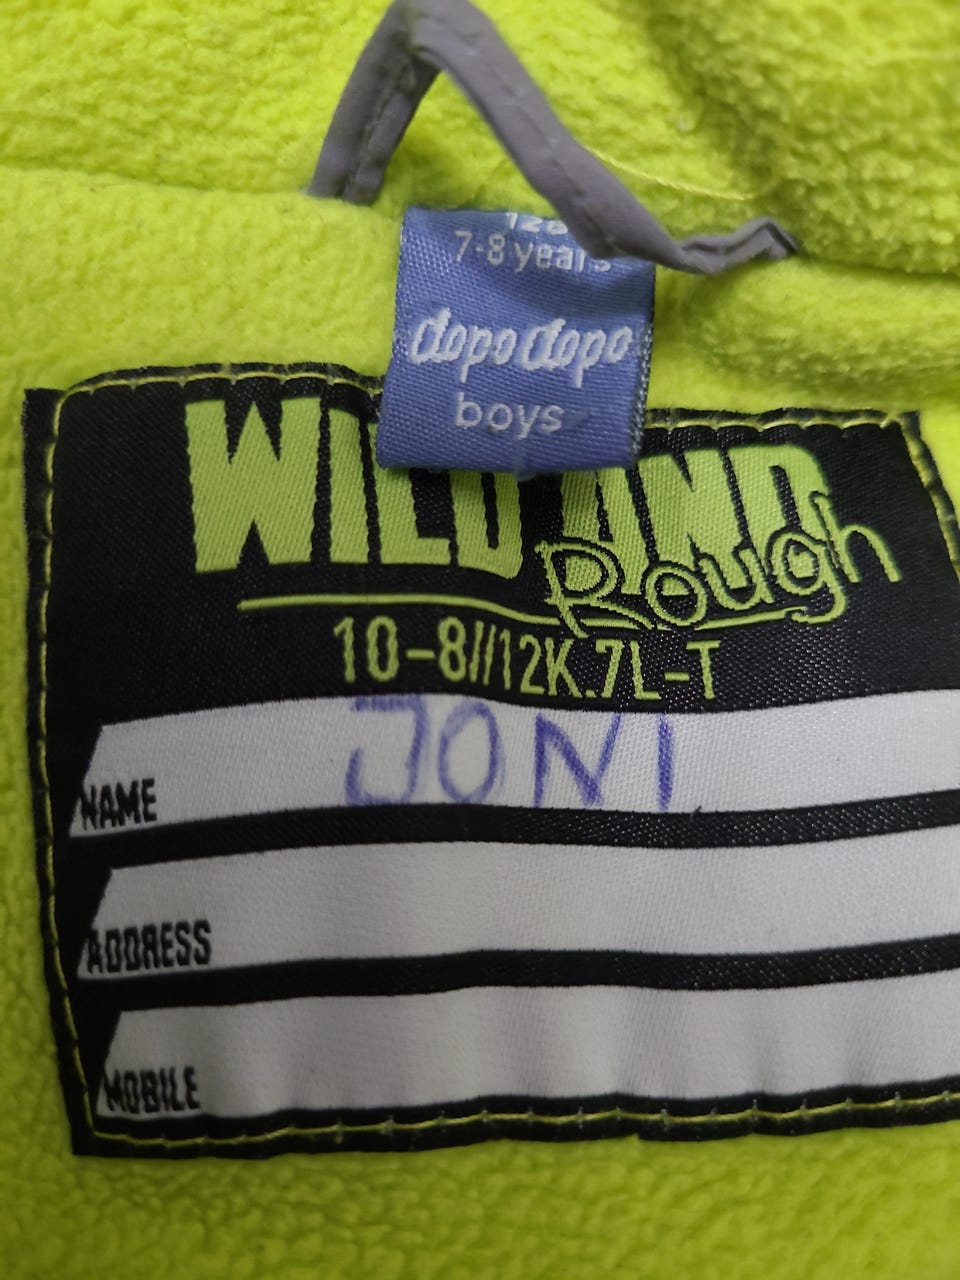 7-8 years
dopodopo
boys
WILD AND
Rough
10-8//12K.7L-T
JONI
NAME
ADDRESS
MOBILE